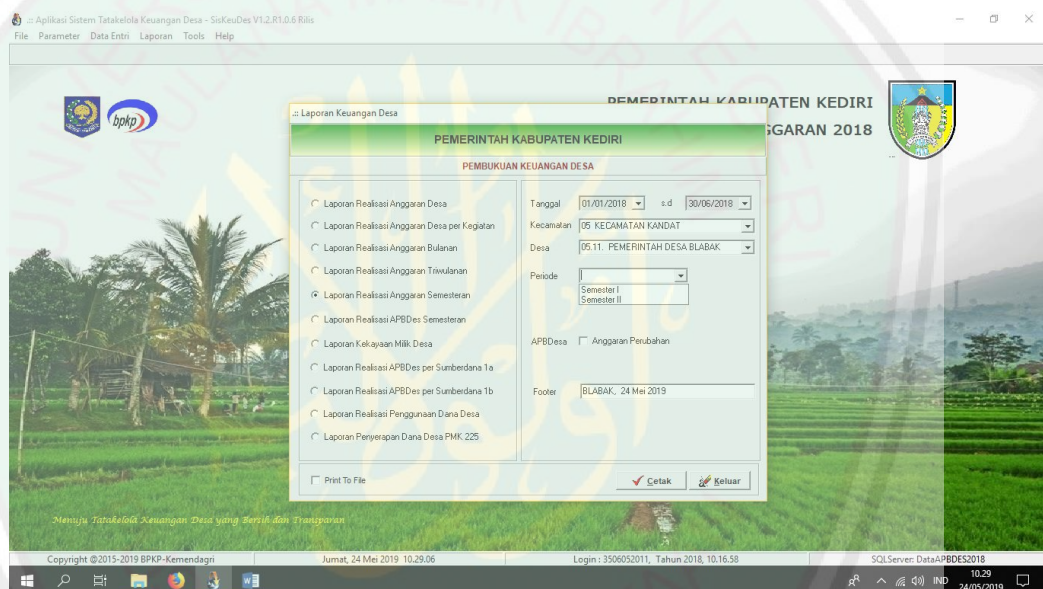 .:: Aplikasi Sistem Tatakelola Keuangan Desa - SisKeuDes V1.2.R1.0.6 Rilis
File Parameter Data Entri Laporan Tools Help
bpkp
PEMERINTAH KABUPATEN KEDIRI
GGARAN 2018
.:: Laporan Keuangan Desa
PEMERINTAH KABUPATEN KEDIRI
PEMBUKUAN KEUANGAN DESA
Laporan Realisasi Anggaran Desa
Laporan Realisasi Anggaran Desa per Kegiatan
Laporan Realisasi Anggaran Bulanan
Laporan Realisasi Anggaran Triwulanan
Laporan Realisasi Anggaran Semesteran
Laporan Realisasi APBDes Semesteran
Laporan Kekayaan Milik Desa
Laporan Realisasi APBDes per Sumberdana 1a
Laporan Realisasi APBDes per Sumberdana 1b
Laporan Realisasi Penggunaan Dana Desa
Laporan Penyerapan Dana Desa PMK 225
Tanggal 01/01/2018 s.d 30/06/2018
Kecamatan 05 KECAMATAN KANDAT
Desa 05.11. PEMERINTAH DESA BLABAK
Periode
Semester I
Semester II
APBDesa Anggaran Perubahan
Footer BLABAK, 24 Mei 2019
Print To File
Cetak Keluar
Menuju Tatakelola Keuangan Desa yang Bersih dan Transparan
Copyright @2015-2019 BPKP-Kemendagri Jumat, 24 Mei 2019 10.29.06 Login : 3506052011, Tahun 2018, 10.16.58 SQLServer: DataAPBDES2018
IND 10.29
24/05/2019